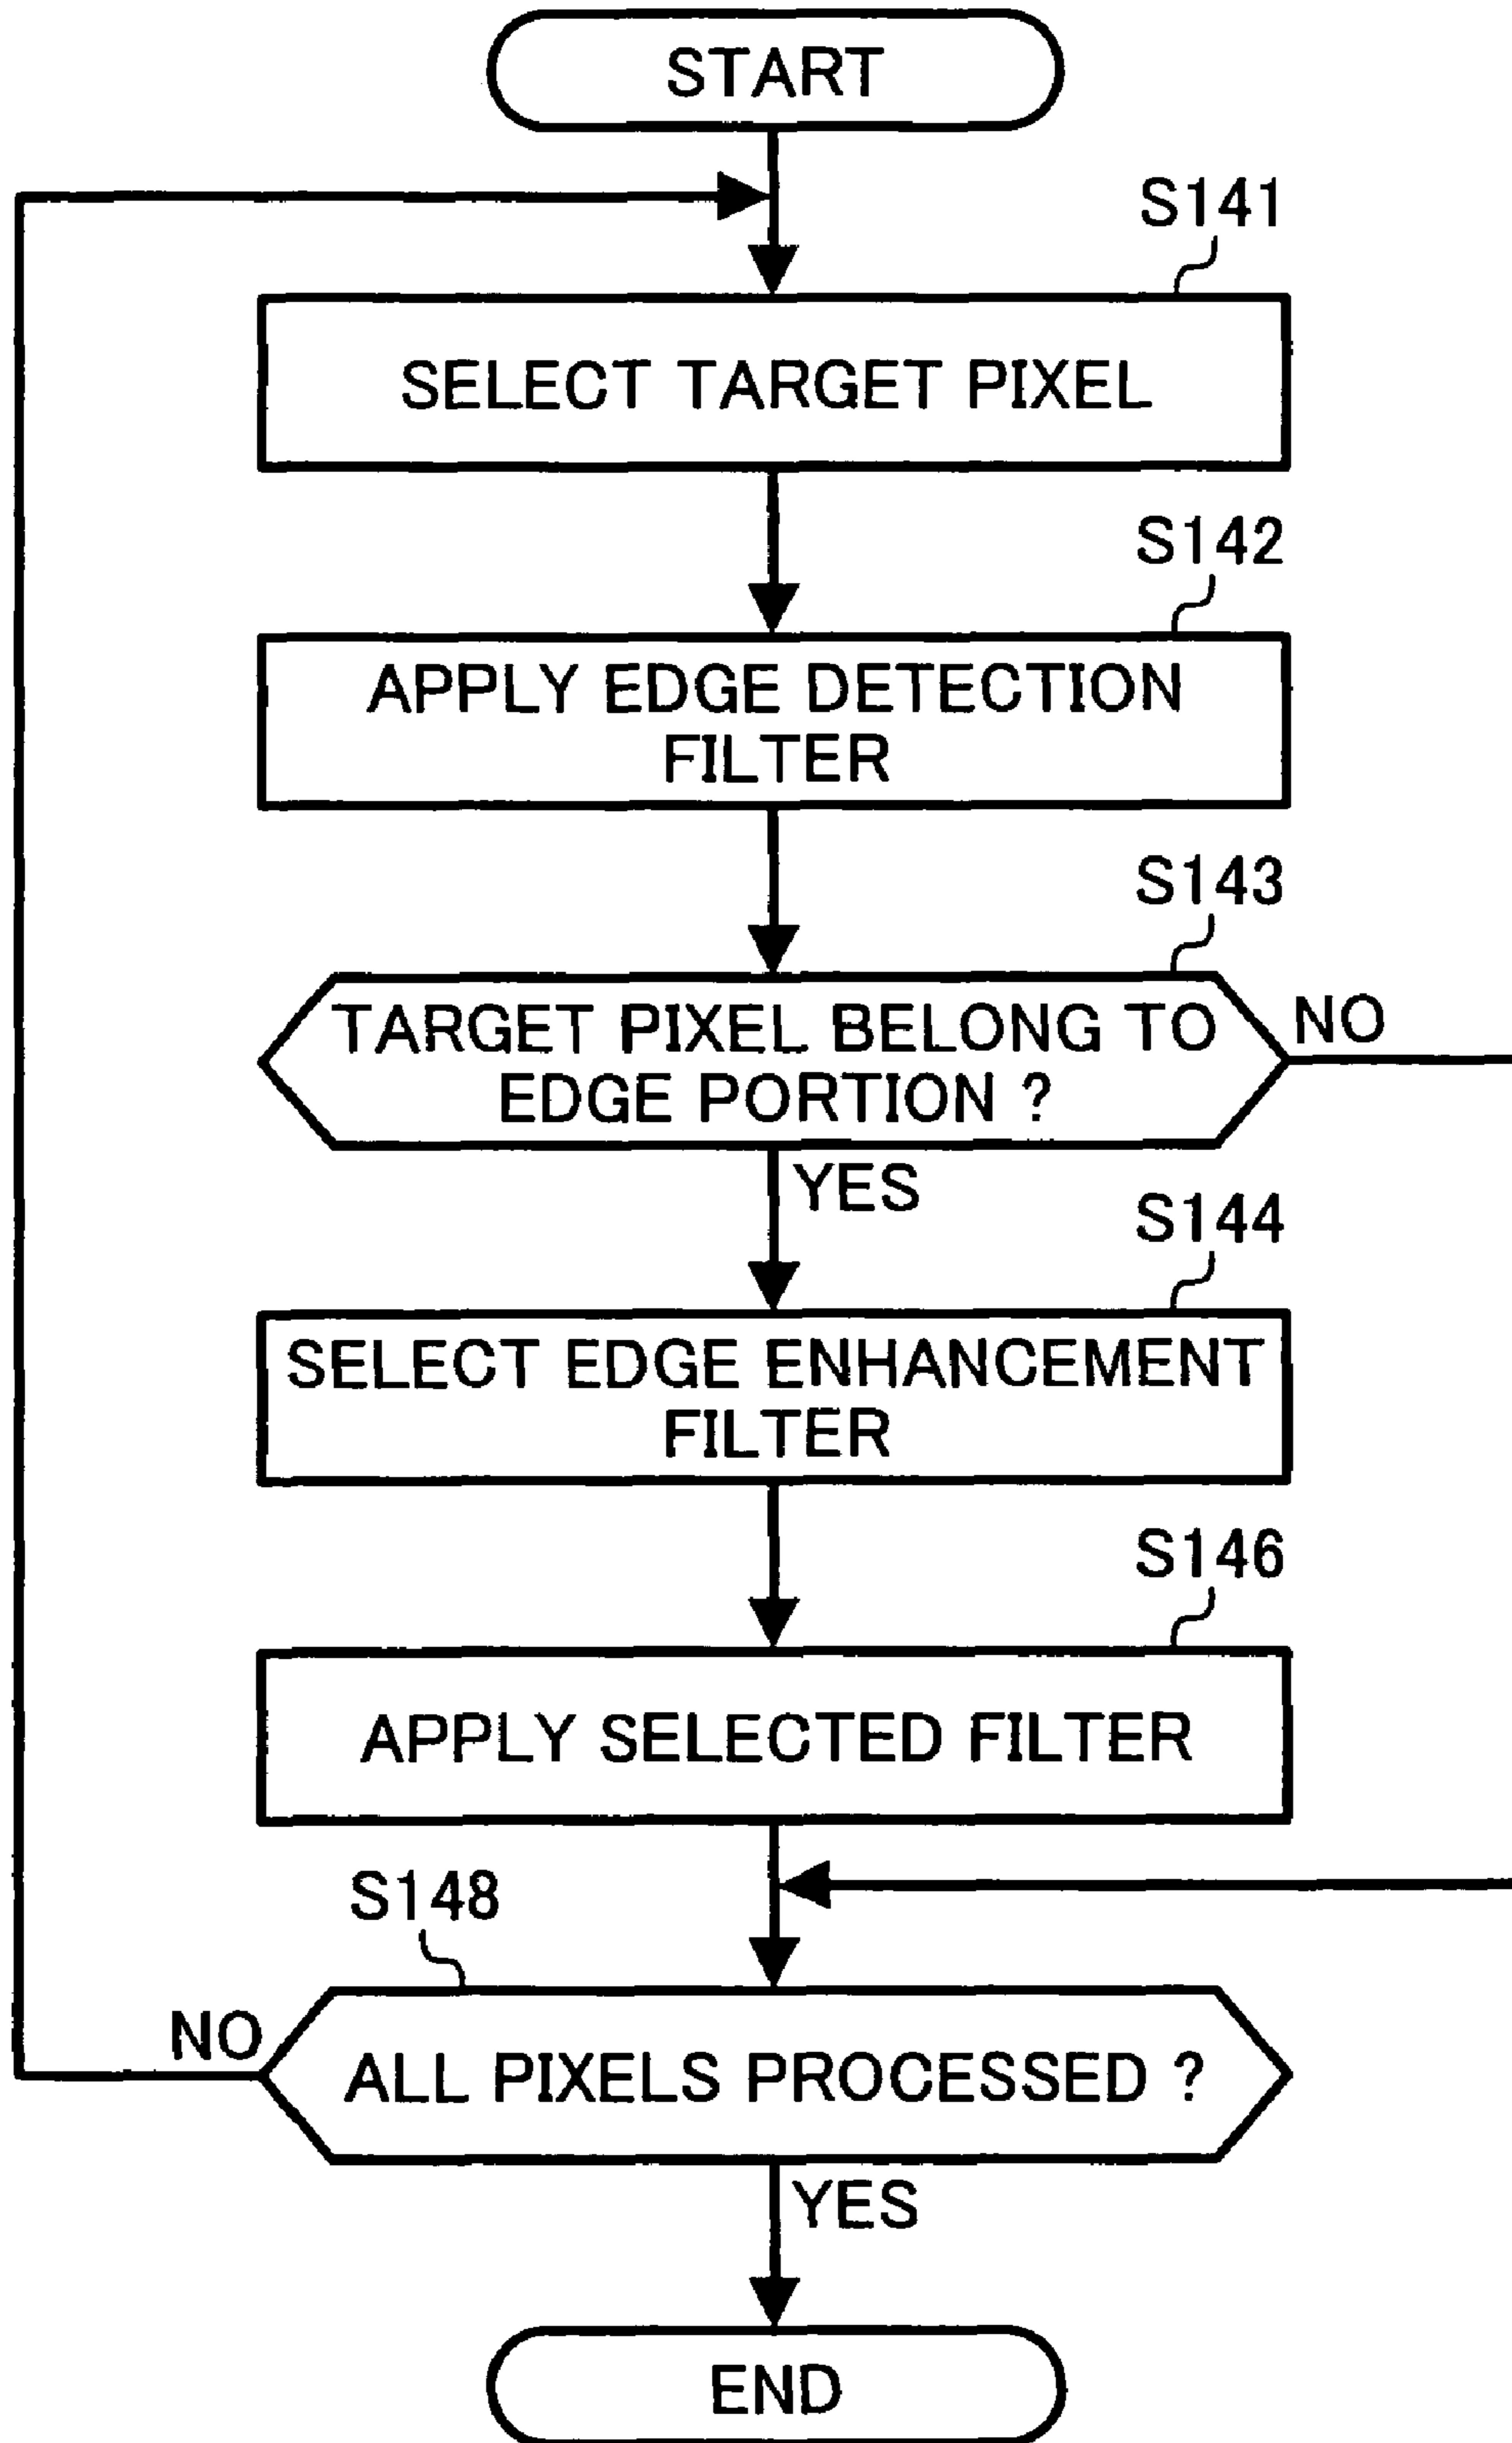 START
S141
SELECT TARGET PIXEL
S142
APPLY EDGE DETECTION
FILTER
S143
TARGET PIXEL BELONG TO
EDGE PORTION ?
NO
YES
S144
SELECT EDGE ENHANCEMENT
FILTER
S146
APPLY SELECTED FILTER
S148
NO
ALL PIXELS PROCESSED ?
YES
END